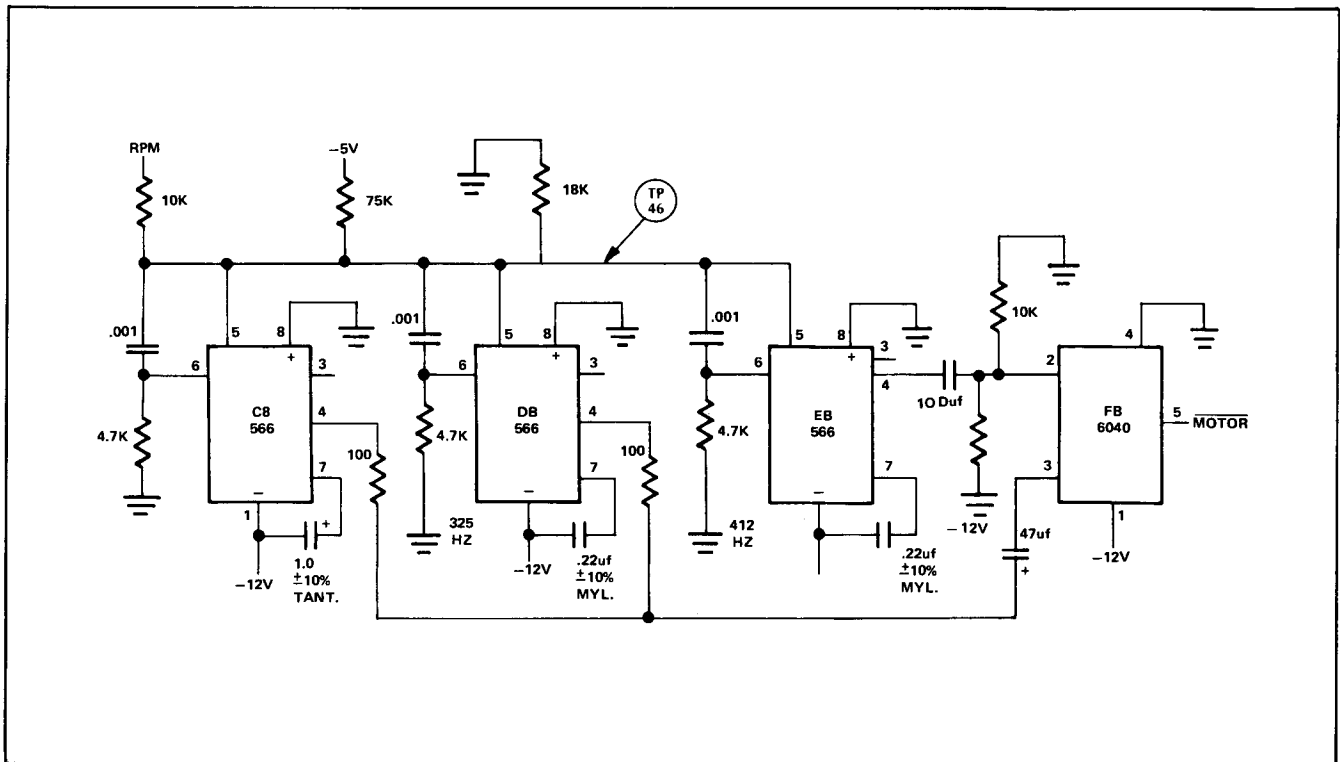 RPM
-5V
10K
75K
18K
TP
46
10K
.001
5
8
+
6
3
C8
566
4
4.7K
100
7
-
1
-12V
+
1.0
±10%
TANT.
.001
5
8
+
6
3
DB
566
4
4.7K
100
7
-
325
HZ
-12V
.22uf
±10%
MYL.
.001
5
8
+
6
3
4
EB
566
4.7K
7
-
412
HZ
.22uf
±10%
MYL.
10 Duf
-12V
4
2
FB
6040
5
MOTOR
3
1
-12V
47uf
+